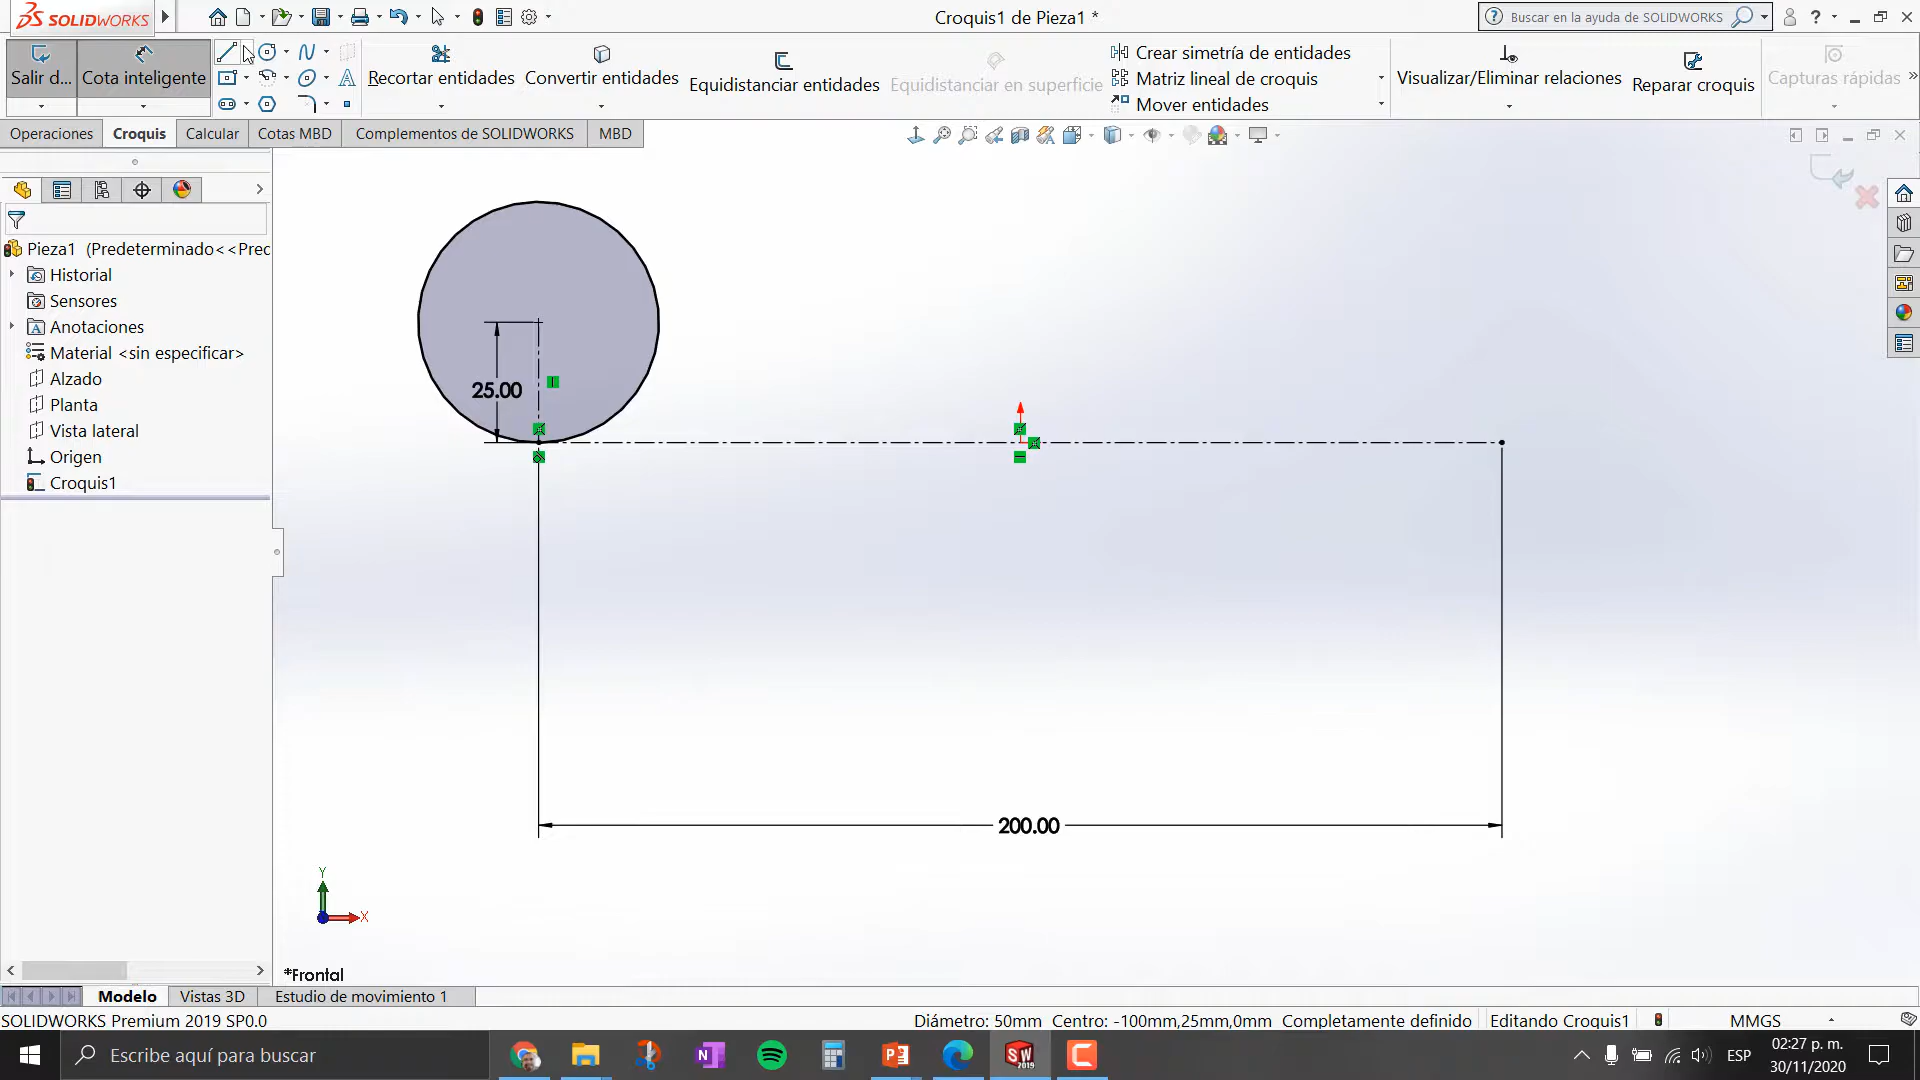 SOLIDWORKS
Croquis1 de Pieza1 *
Buscar en la ayuda de SOLIDWORKS
Salir d...
Cota inteligente
Recortar entidades
Convertir entidades
Equidistanciar entidades
Equidistanciar en superficie
Crear simetría de entidades
Matriz lineal de croquis
Mover entidades
Visualizar/Eliminar relaciones
Reparar croquis
Capturas rápidas
Operaciones
Croquis
Calcular
Cotas MBD
Complementos de SOLIDWORKS
MBD
Pieza1 (Predeterminado<<Prec
Historial
Sensores
Anotaciones
Material <sin especificar>
Alzado
Planta
Vista lateral
Origen
Croquis1
25.00
200.00
Y
X
*Frontal
Modelo
Vistas 3D
Estudio de movimiento 1
SOLIDWORKS Premium 2019 SP0.0
Diámetro: 50mm Centro: -100mm,25mm,0mm Completamente definido
Editando Croquis1
MMGS
Escribe aquí para buscar
ESP
02:27 p. m.
30/11/2020